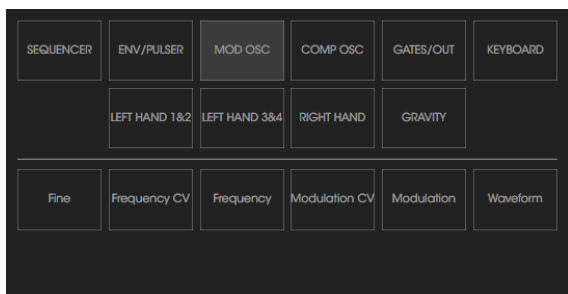 SEQUENCER ENV/PULSER MOD OSC COMP OSC GATES/OUT KEYBOARD
LEFT HAND 1&2 LEFT HAND 3&4 RIGHT HAND GRAVITY
Fine Frequency CV Frequency Modulation CV Modulation Waveform